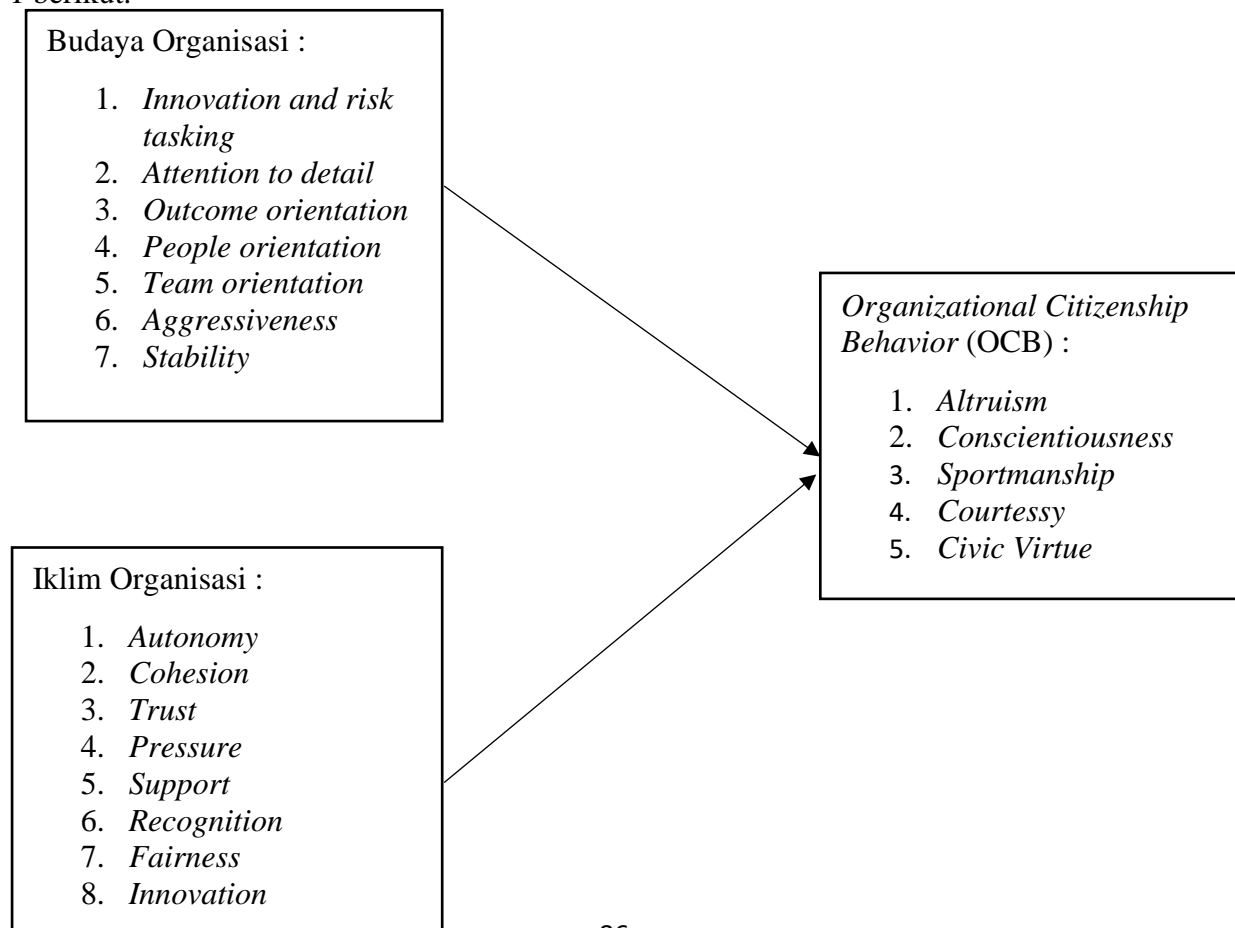 1 berikut:
Budaya Organisasi :
1. Innovation and risk
tasking
2. Attention to detail
3. Outcome orientation
4. People orientation
5. Team orientation
6. Aggressiveness
7. Stability
Organizational Citizenship
Behavior (OCB) :
1. Altruism
2. Conscientiousness
3. Sportmanship
4. Courtessy
5. Civic Virtue
Iklim Organisasi :
1. Autonomy
2. Cohesion
3. Trust
4. Pressure
5. Support
6. Recognition
7. Fairness
8. Innovation